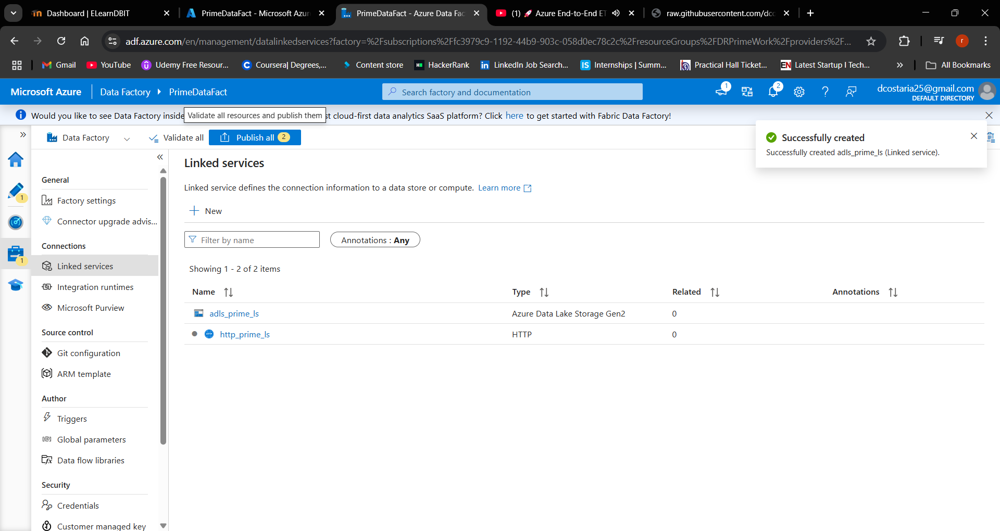 Dashboard | ELearnDBIT
PrimeDataFact - Microsoft Azur
PrimeDataFact - Azure Data Fac
(1) 🚀 Azure End-to-End ET
raw.githubusercontent.com/dcc
adf.azure.com/en/management/datalinkedservices?factory=%2Fsubscriptions%2Ffc3979c9-1192-44b9-903c-058d0ec78c2c%2FresourceGroups%2FDRPrimeWork%2Fproviders%2F...
r
Gmail
YouTube
Udemy Free Resour...
Coursera| Degrees,...
Content store
HackerRank
LinkedIn Job Search...
Internships | Summ...
Practical Hall Ticket...
Latest Startup I Tech...
All Bookmarks
Microsoft Azure
Data Factory
PrimeDataFact
Search factory and documentation
1
2
dcostaria25@gmail.com
DEFAULT DIRECTORY
Would you like to see Data Factory inside
Validate all resources and publish them
st cloud-first data analytics SaaS platform? Click here to get started with Fabric Data Factory!
Data Factory
Validate all
Publish all 2
Successfully created
Successfully created adls_prime_ls (Linked service).
1
1
General
Factory settings
Connector upgrade advis...
Connections
Linked services
Integration runtimes
Microsoft Purview
Source control
Git configuration
ARM template
Author
Triggers
Global parameters
Data flow libraries
Security
Credentials
Customer managed key
Linked services
Linked service defines the connection information to a data store or compute. Learn more
New
Filter by name
Annotations : Any
Showing 1 - 2 of 2 items
Name Type Related Annotations
adls_prime_ls Azure Data Lake Storage Gen2 0
http_prime_ls HTTP 0